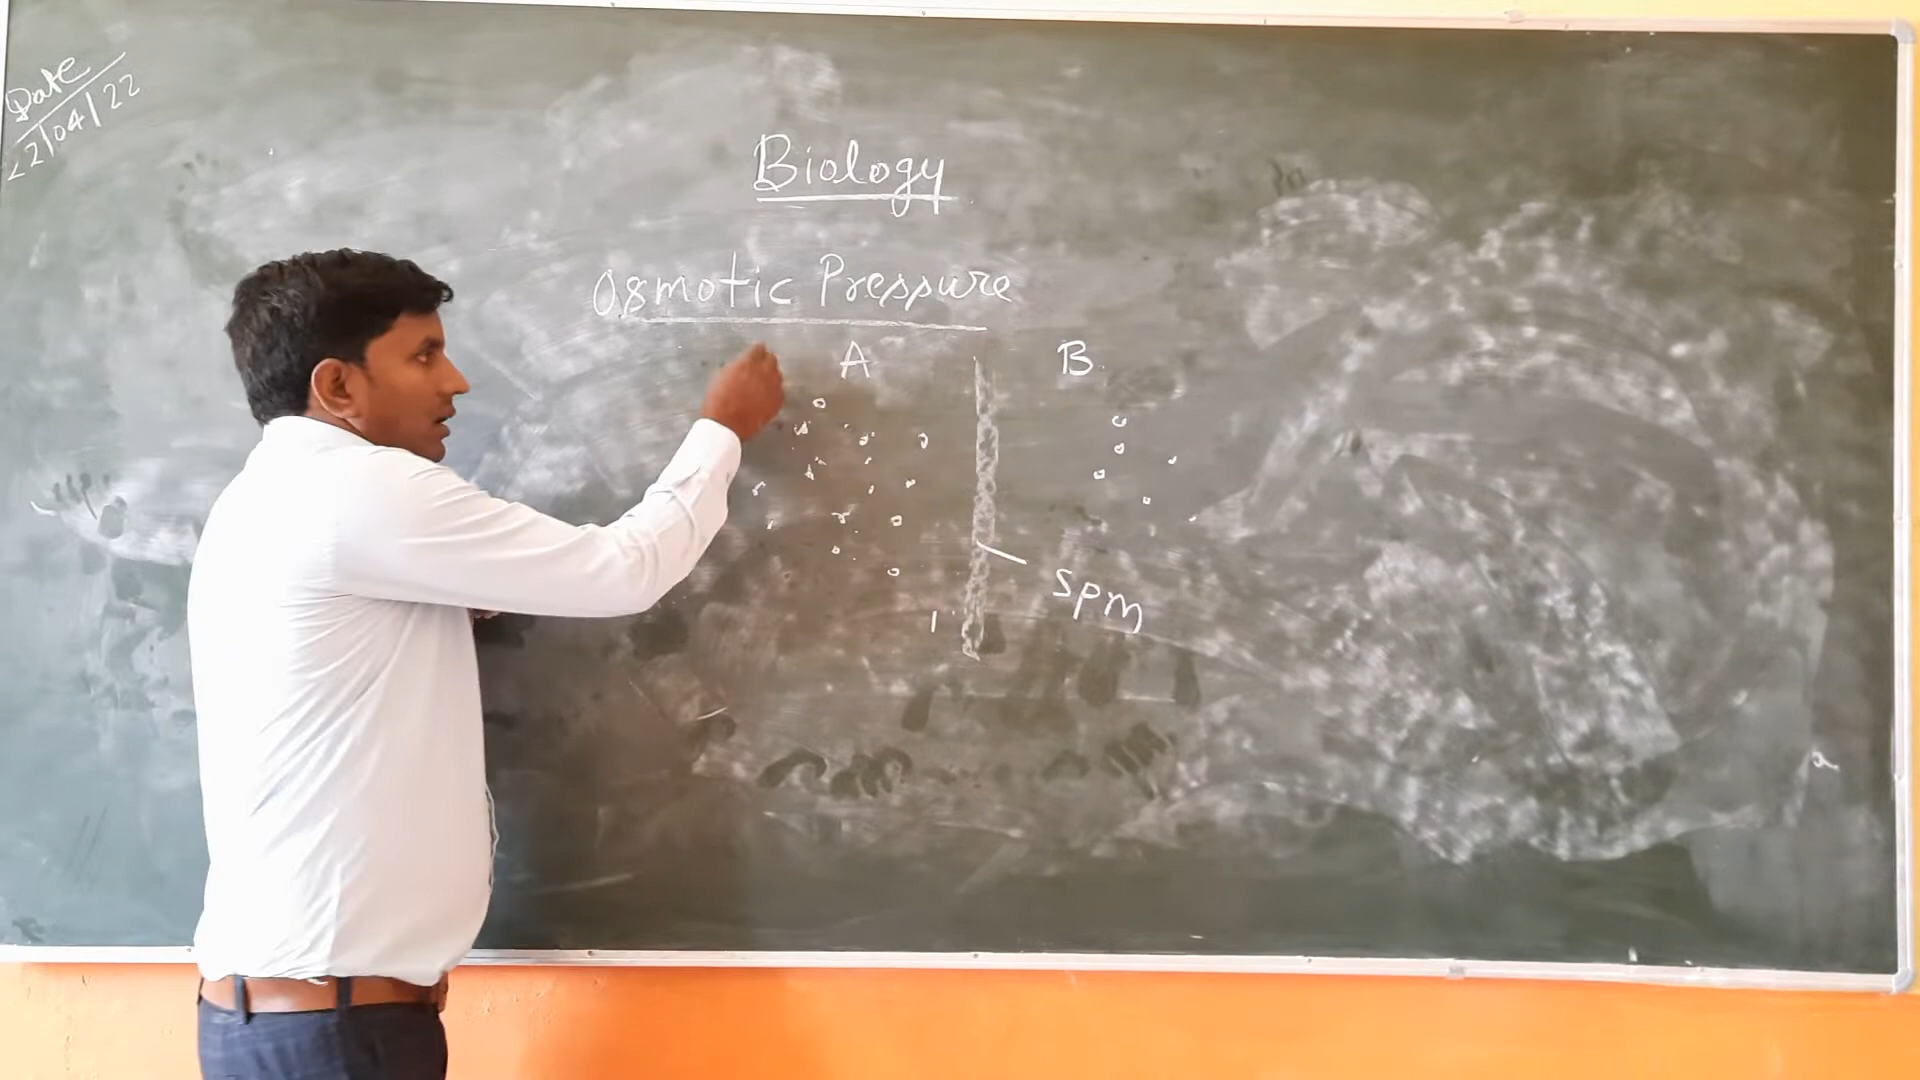 Date
22/04/22
Biology
Osmotic Pressure
A B
SPM